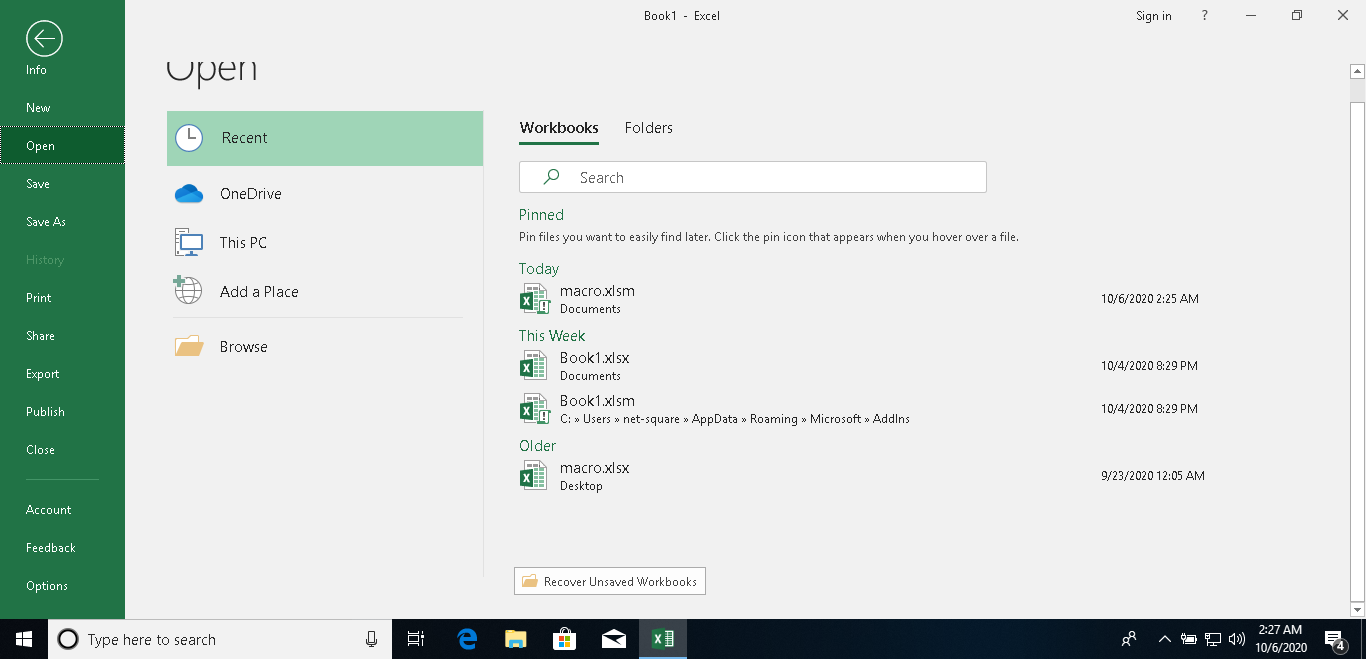 Book1 - Excel
Sign in
?
Info
New
Open
Save
Save As
History
Print
Share
Export
Publish
Close
Account
Feedback
Options
Open
Recent
OneDrive
This PC
Add a Place
Browse
Workbooks
Folders
Search
Pinned
Pin files you want to easily find later. Click the pin icon that appears when you hover over a file.
Today
macro.xlsm
Documents
10/6/2020 2:25 AM
This Week
Book1.xlsx
Documents
10/4/2020 8:29 PM
Book1.xlsm
C: » Users » net-square » AppData » Roaming » Microsoft » AddIns
10/4/2020 8:29 PM
Older
macro.xlsx
Desktop
9/23/2020 12:05 AM
Recover Unsaved Workbooks
Type here to search
2:27 AM
10/6/2020
4